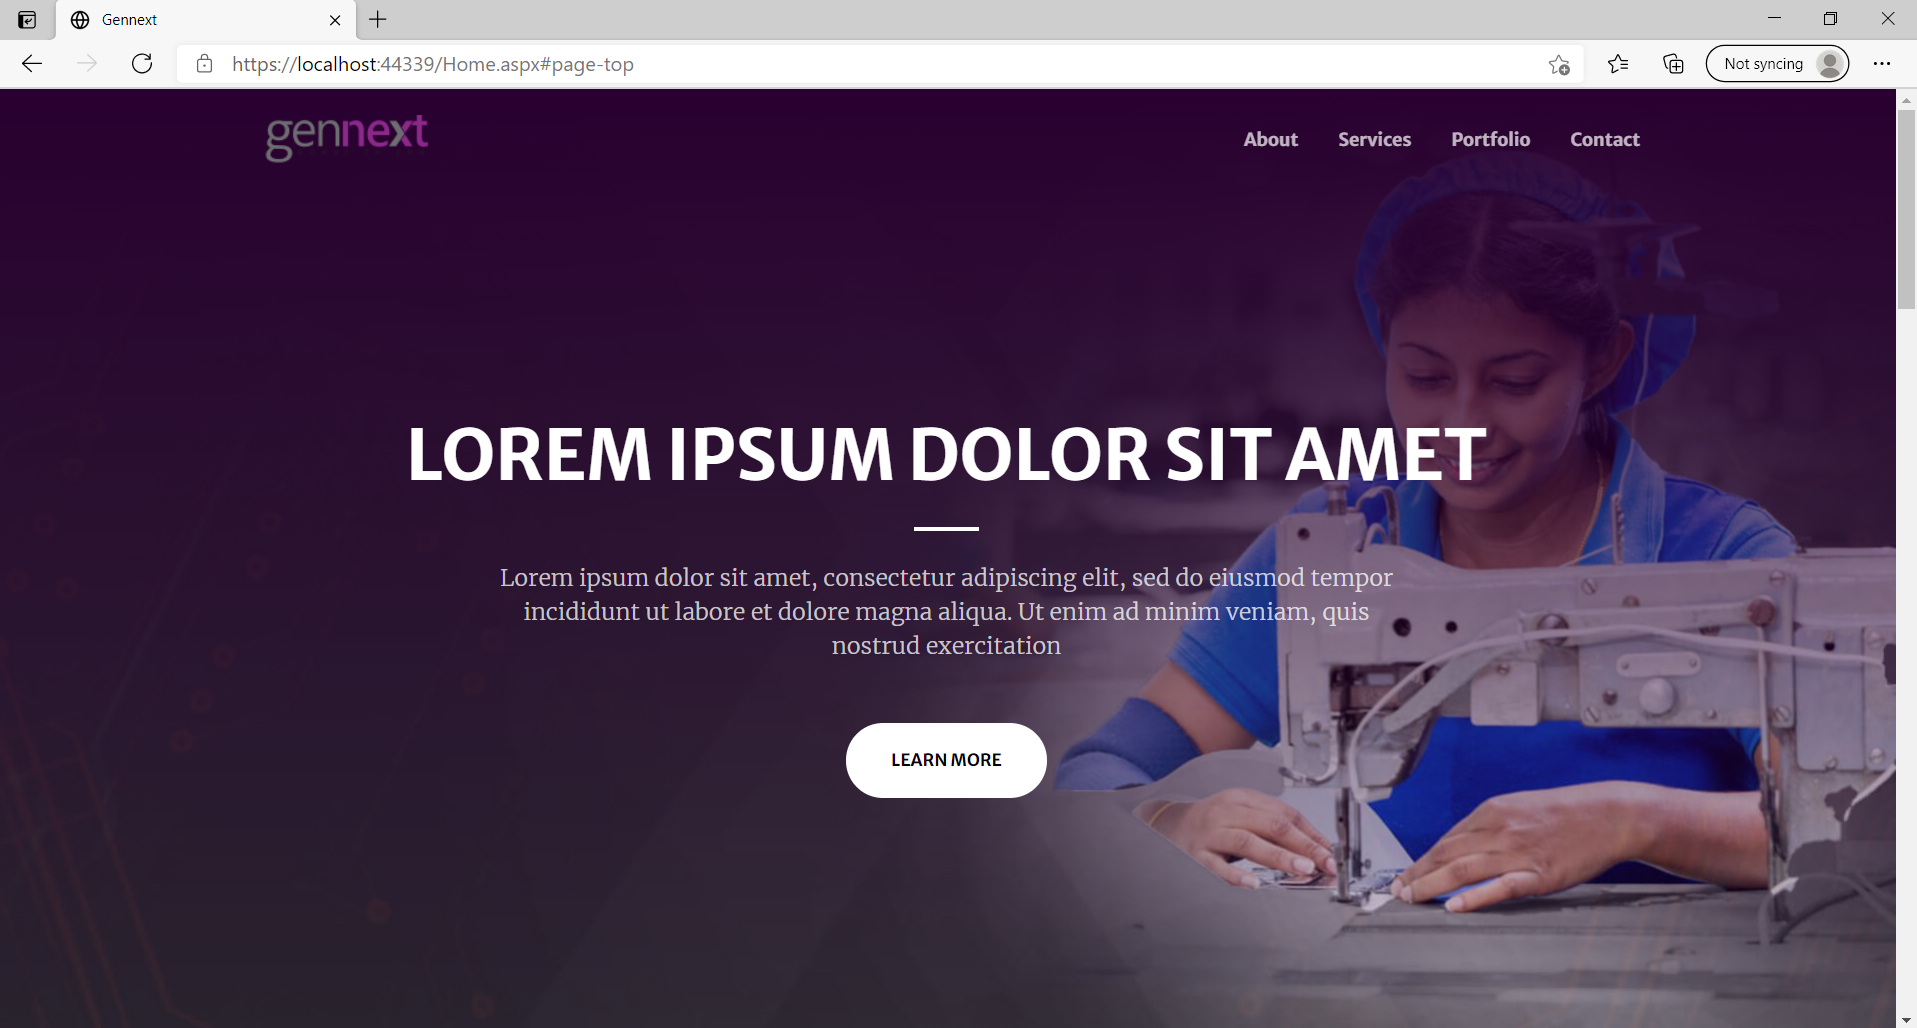 Gennext
https://localhost:44339/Home.aspx#page-top
Not syncing
gennext
About Services Portfolio Contact
LOREM IPSUM DOLOR SIT AMET
Lorem ipsum dolor sit amet, consectetur adipiscing elit, sed do eiusmod tempor
incididunt ut labore et dolore magna aliqua. Ut enim ad minim veniam, quis
nostrud exercitation
LEARN MORE